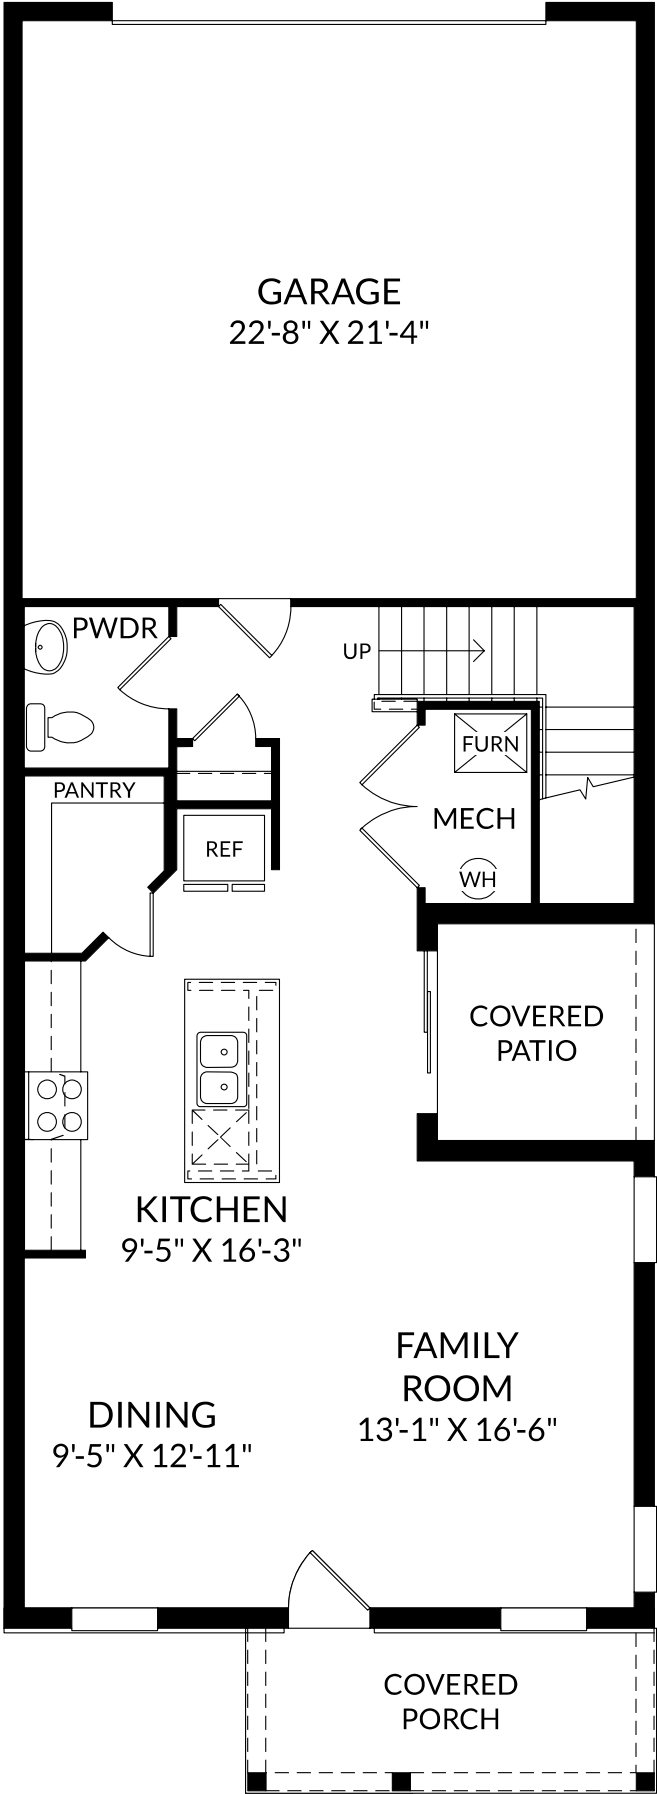 GARAGE
22'-8" X 21'-4"
PWDR
UP
FURN
PANTRY
MECH
REF
WH
COVERED
PATIO
KITCHEN
9'-5" X 16'-3"
FAMILY
ROOM
13'-1" X 16'-6"
DINING
9'-5" X 12'-11"
COVERED
PORCH